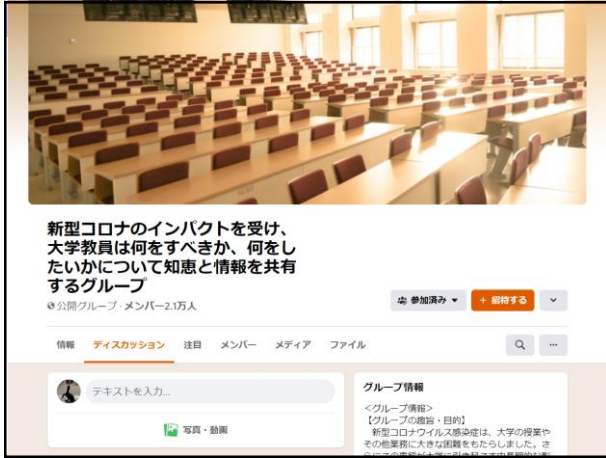 新型コロナのインパクトを受け、
大学教員は何をすべきか、何をし
たいかについて知恵と情報を共有
するグループ
公開グループ・メンバー2.1万人
参加済み
+ 招待する
情報 ディスカッション 注目 メンバー メディア ファイル
テキストを入力...
写真・動画
グループ情報
<グループ情報>
【グループの趣旨・目的】
新型コロナウイルス感染症は、大学の授業や
その他業務に大きな困難をもたらしました。さ